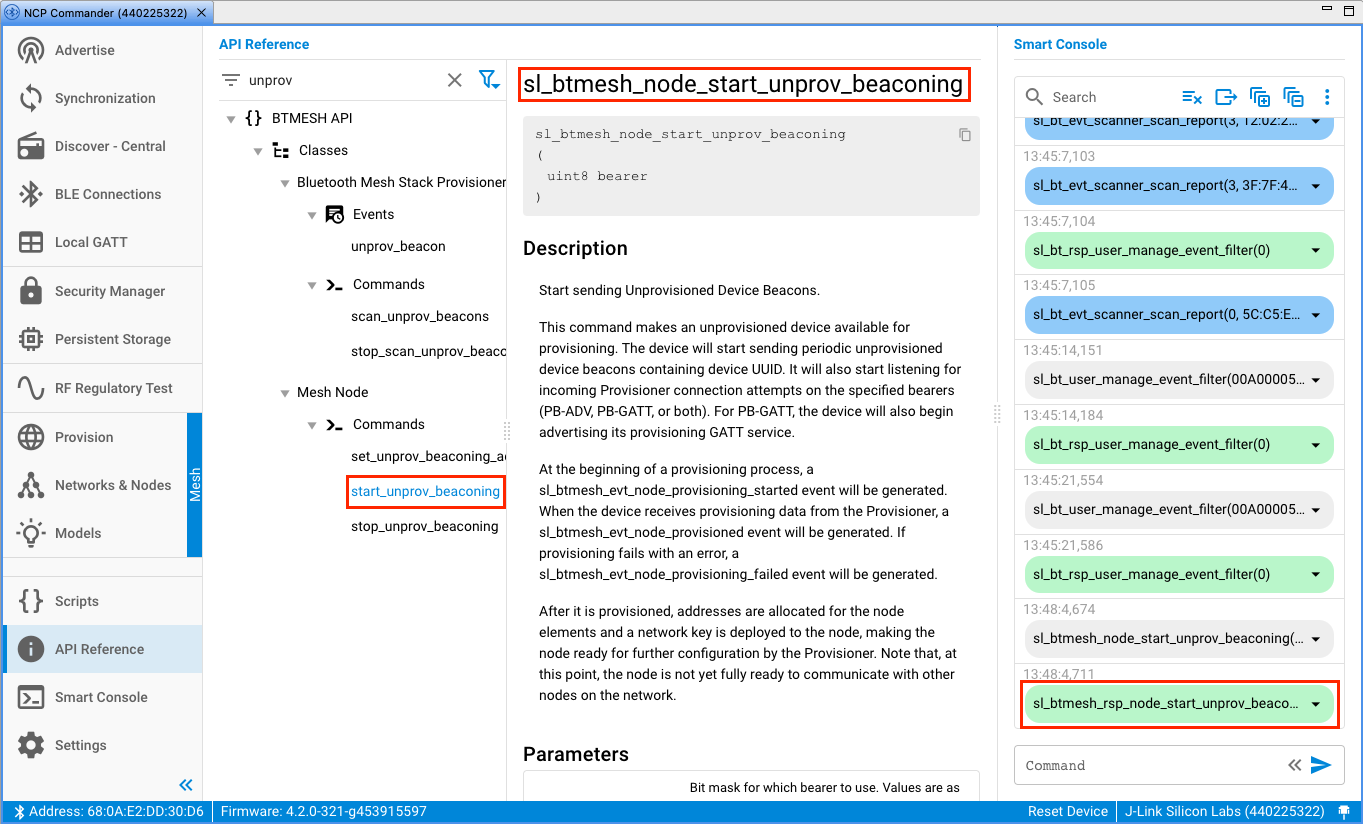 NCP Commander (440225322)
Advertise
Synchronization
Discover - Central
BLE Connections
Local GATT
Security Manager
Persistent Storage
RF Regulatory Test
Provision
Networks & Nodes
Models
Mesh
Scripts
API Reference
Smart Console
Settings
API Reference
unprov
BTMESH API
Classes
Bluetooth Mesh Stack Provisioner
Events
unprov_beacon
Commands
scan_unprov_beacons
stop_scan_unprov_beaco
Mesh Node
Commands
set_unprov_beaconing_a
start_unprov_beaconing
stop_unprov_beaconing
sl_btmesh_node_start_unprov_beaconing
sl_btmesh_node_start_unprov_beaconing
(
uint8 bearer
)
Description
Start sending Unprovisioned Device Beacons.
This command makes an unprovisioned device available for
provisioning. The device will start sending periodic unprovisioned
device beacons containing device UUID. It will also start listening for
incoming Provisioner connection attempts on the specified bearers
(PB-ADV, PB-GATT, or both). For PB-GATT, the device will also begin
advertising its provisioning GATT service.
At the beginning of a provisioning process, a
sl_btmesh_evt_node_provisioning_started event will be generated.
When the device receives provisioning data from the Provisioner, a
sl_btmesh_evt_node_provisioned event will be generated. If
provisioning fails with an error, a
sl_btmesh_evt_node_provisioning_failed event will be generated.
After it is provisioned, addresses are allocated for the node
elements and a network key is deployed to the node, making the
node ready for further configuration by the Provisioner. Note that, at
this point, the node is not yet fully ready to communicate with other
nodes on the network.
Parameters
Bit mask for which bearer to use. Values are as
Smart Console
Search
sl_bt_evt_scanner_scan_report(3, 12:02:2...
13:45:7,103
sl_bt_evt_scanner_scan_report(3, 3F:7F:4...
13:45:7,104
sl_bt_rsp_user_manage_event_filter(0)
13:45:7,105
sl_bt_evt_scanner_scan_report(0, 5C:C5:E...
13:45:14,151
sl_bt_user_manage_event_filter(00A00005...
13:45:14,184
sl_bt_rsp_user_manage_event_filter(0)
13:45:21,554
sl_bt_user_manage_event_filter(00A00005...
13:45:21,586
sl_bt_rsp_user_manage_event_filter(0)
13:48:4,674
sl_btmesh_node_start_unprov_beaconing(...
13:48:4,711
sl_btmesh_rsp_node_start_unprov_beaco...
Command
Address: 68:0A:E2:DD:30:D6
Firmware: 4.2.0-321-g453915597
Reset Device
J-Link Silicon Labs (440225322)